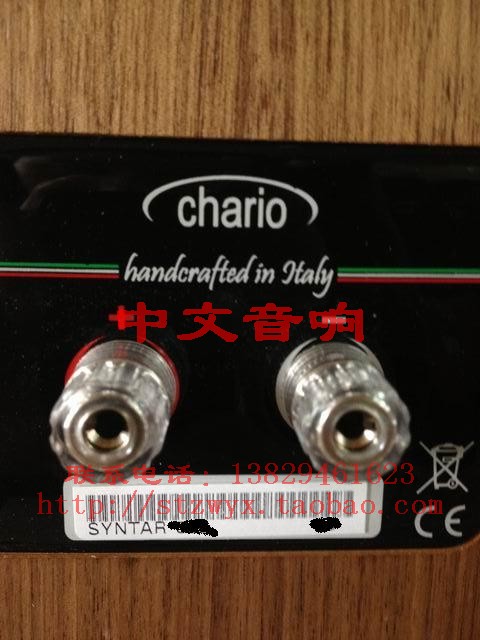 chario
handcrafted in Italy
中文音响
联系电话: 13829461623
http://stzwyx.taobao.com
SYNTAR
CE